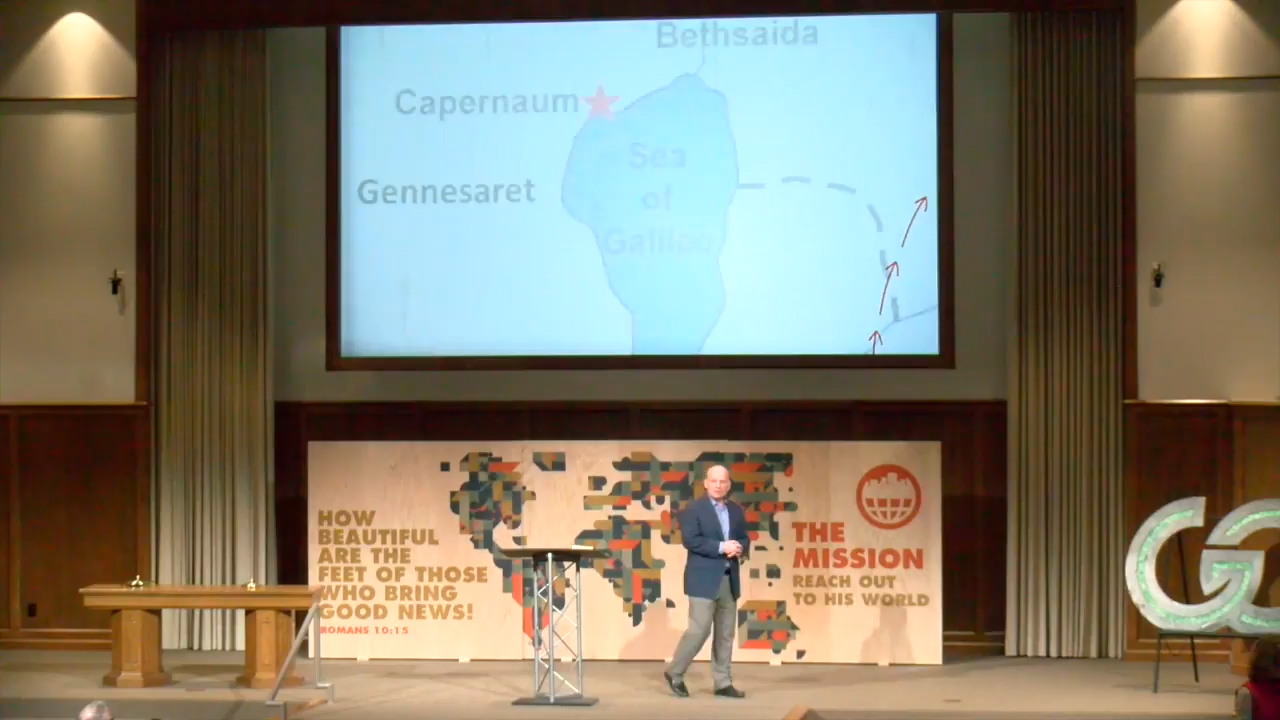 Bethsaida
Capernaum
Sea
of
Galilee
Gennesaret
HOW
BEAUTIFUL
ARE THE
FEET OF THOSE
WHO BRING
GOOD NEWS!
ROMANS 10:15
THE
MISSION
REACH OUT
TO HIS WORLD
GO